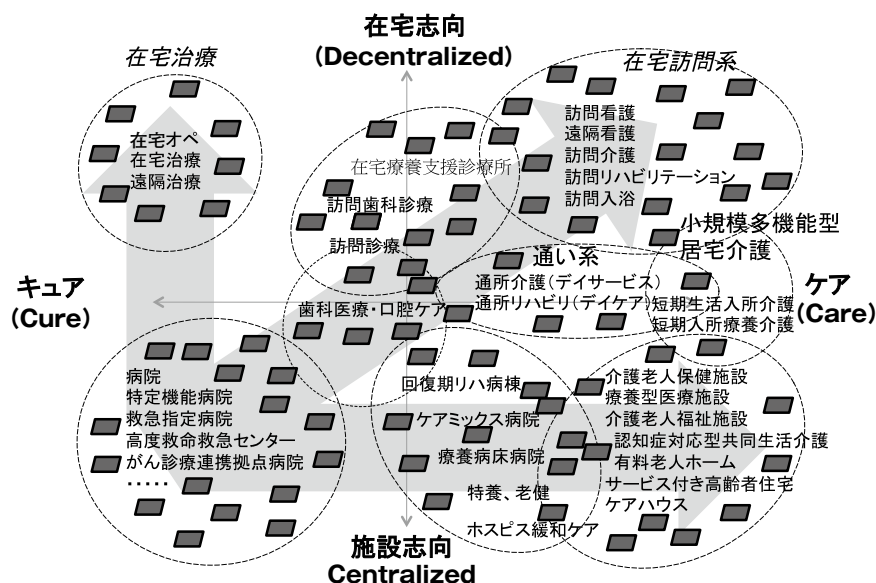 在宅志向
(Decentralized)
在宅治療
在宅オペ
在宅治療
遠隔治療
在宅訪問系
訪問看護
遠隔看護
訪問介護
訪問リハビリテーション
訪問入浴
在宅療養支援診療所
訪問歯科診療
訪問診療
小規模多機能型
居宅介護
通い系
通所介護(デイサービス)
通所リハビリ(デイケア)
短期生活入所介護
短期入所療養介護
キュア
(Cure)
ケア
(Care)
歯科医療・口腔ケア
病院
特定機能病院
救急指定病院
高度救命救急センター
がん診療連携拠点病院
・・・・・
回復期リハ病棟
ケアミックス病院
療養病床病院
特養、老健
ホスピス緩和ケア
介護老人保健施設
療養型医療施設
介護老人福祉施設
認知症対応型共同生活介護
有料老人ホーム
サービス付き高齢者住宅
ケアハウス
施設志向
Centralized